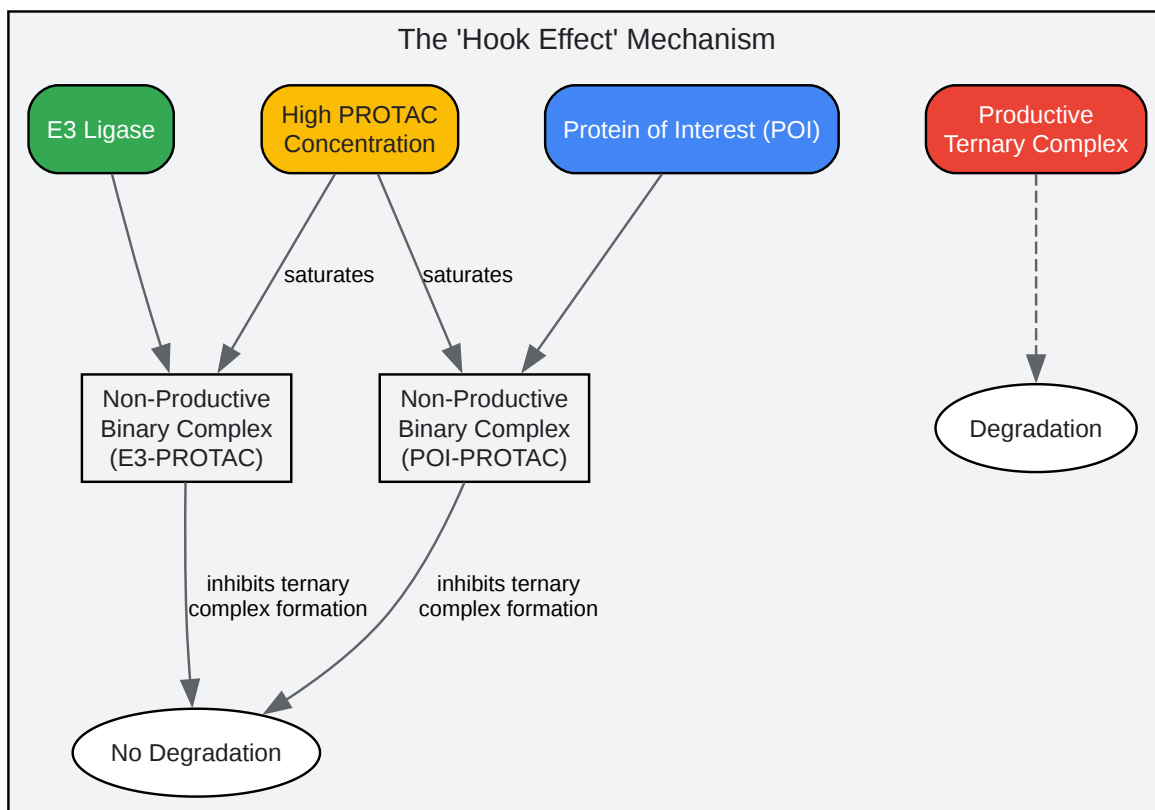 The 'Hook Effect' Mechanism
E3 Ligase
High PROTAC
Concentration
Protein of Interest (POI)
Productive
Ternary Complex
saturates
saturates
Non-Productive
Binary Complex
(E3-PROTAC)
Non-Productive
Binary Complex
(POI-PROTAC)
Degradation
inhibits ternary
complex formation
inhibits ternary
complex formation
No Degradation